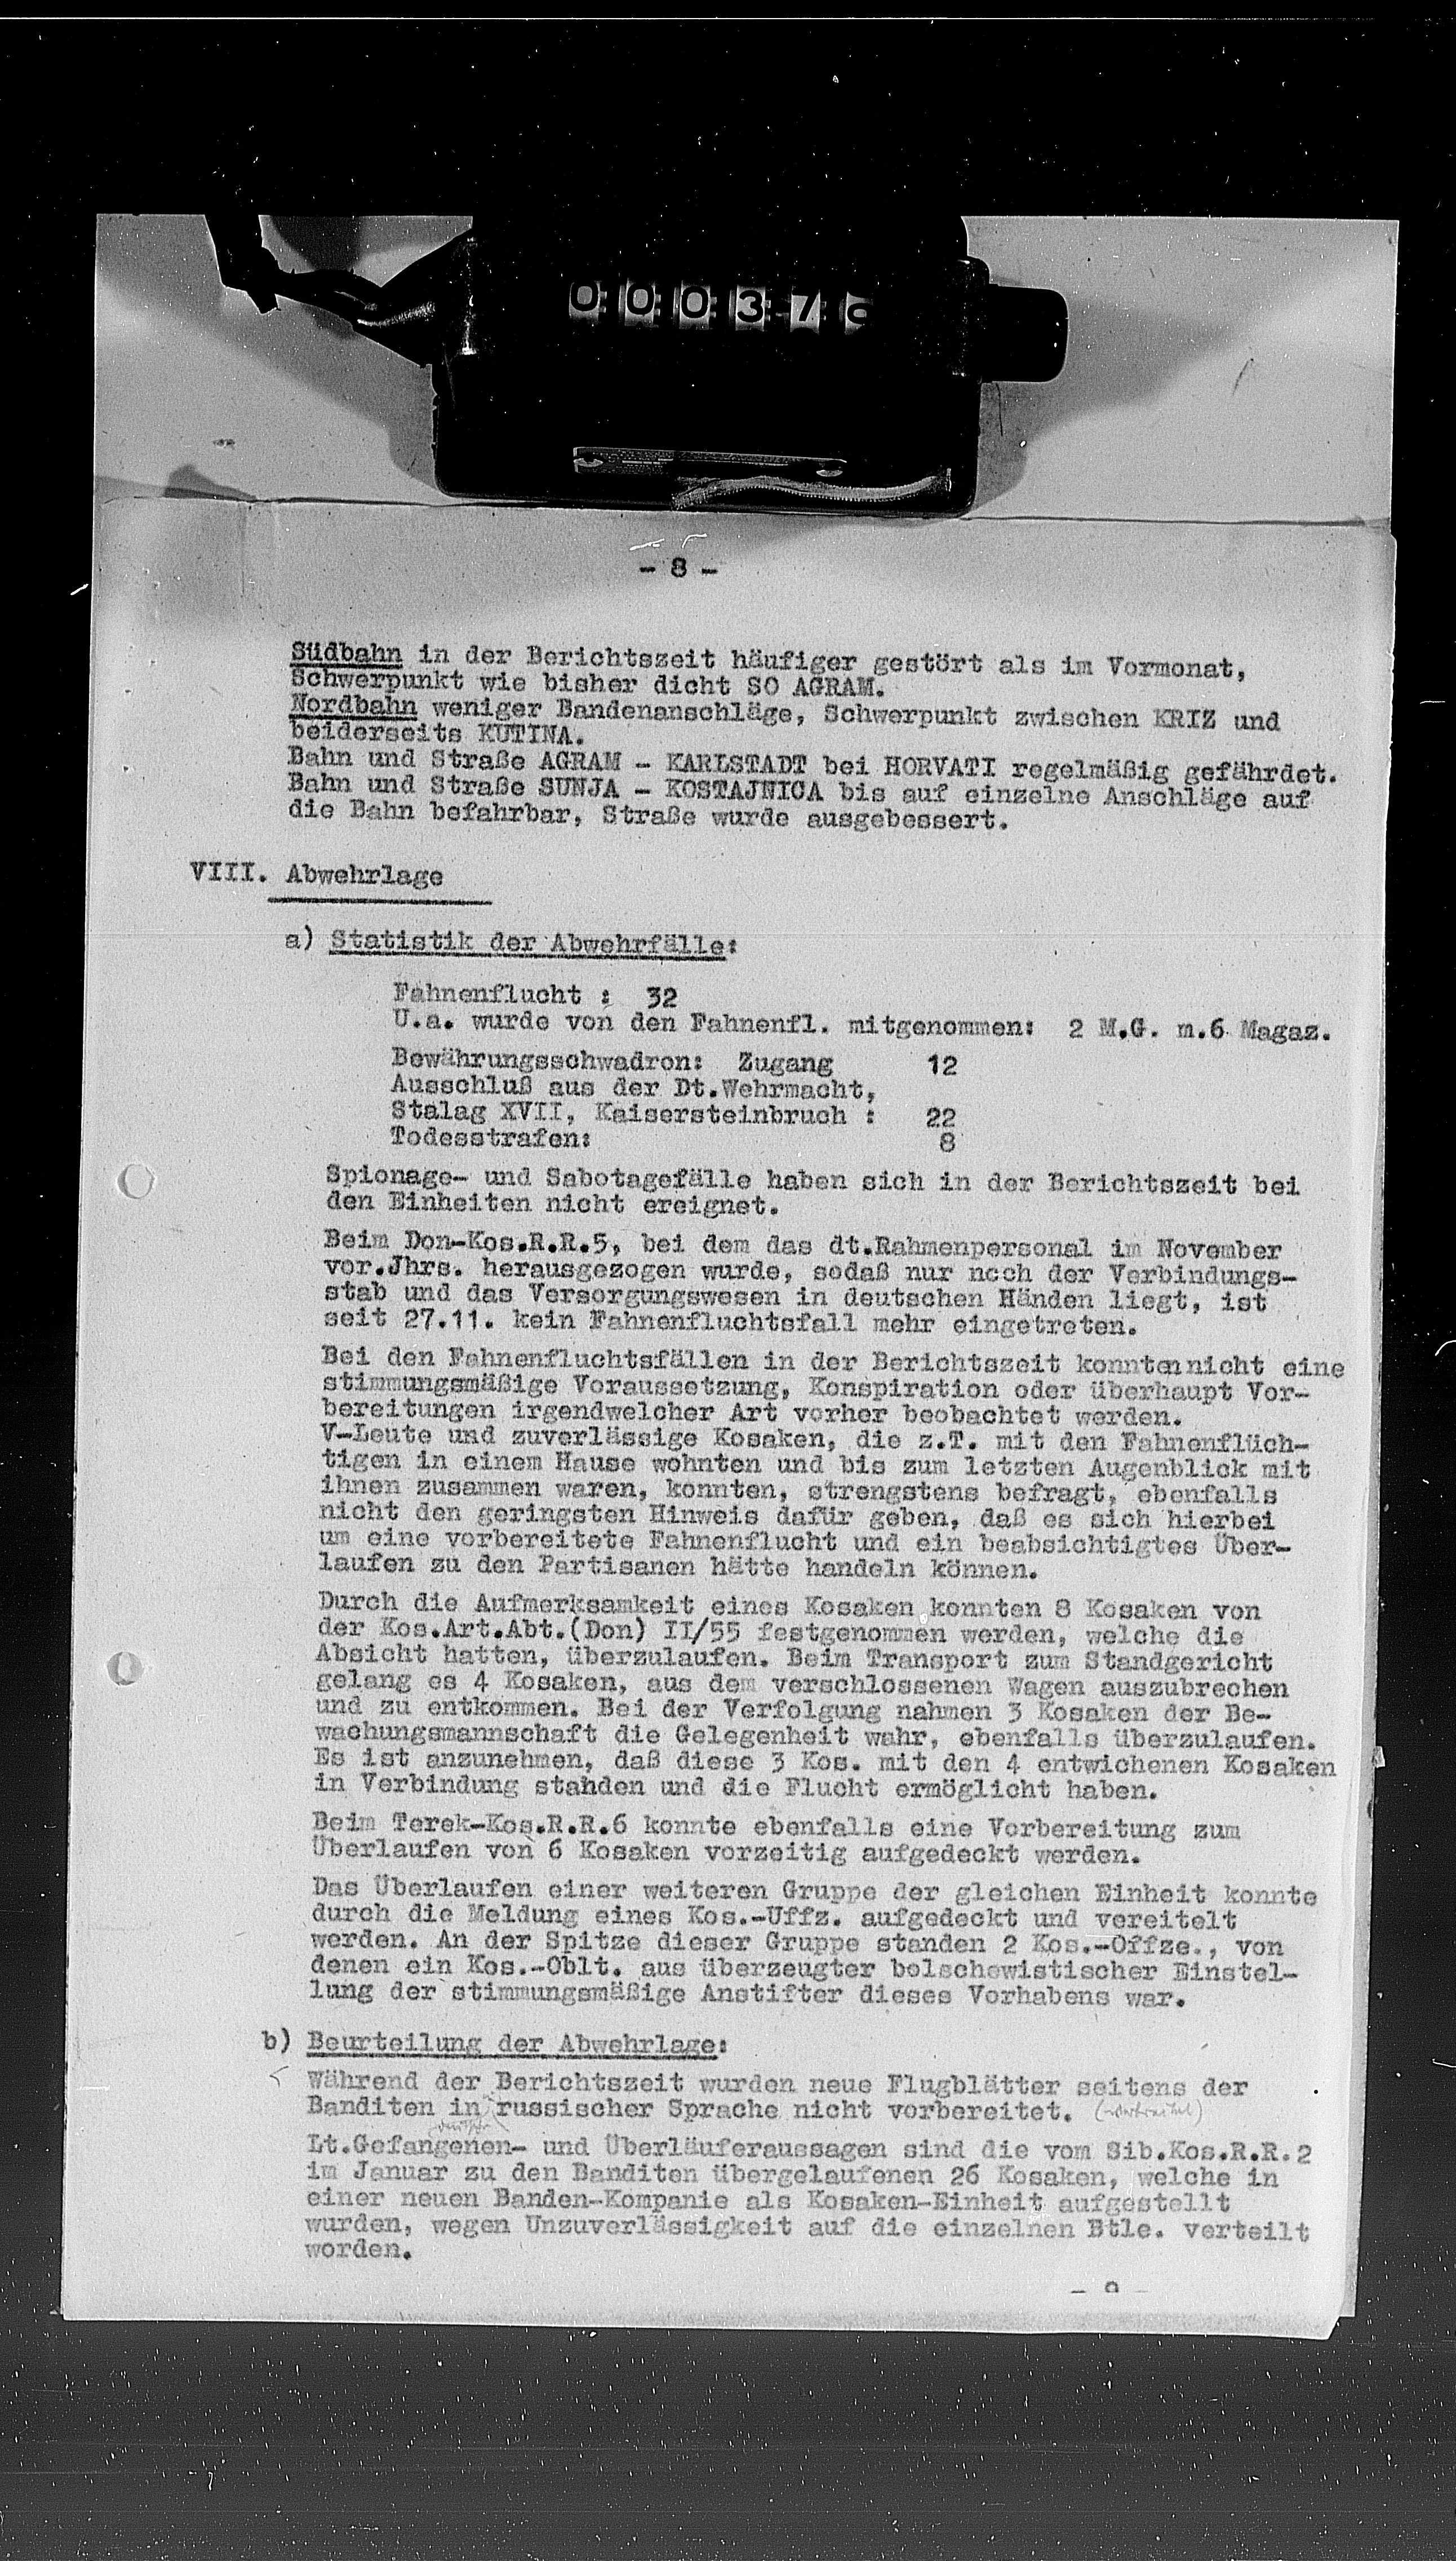 - 8 -
Südbahn in der Berichtszeit häufiger gestört als im Vormonat,
Schwerpunkt wie bisher dicht SO AGRAM.
Nordbahn weniger Bandenanschläge, Schwerpunkt zwischen KRIZ und
beiderseits KUTINA.
Bahn und Straße AGRAM - KARLSTADT bei HORVATI regelmäßig gefährdet.
Bahn und Straße SUNJA - KOSTAJNICA bis auf einzelne Anschläge auf
die Bahn befahrbar, Straße wurde ausgebessert.
VIII. Abwehrlage
a) Statistik der Abwehrfälle:
Fahnenflucht : 32
U.a. wurde von den Fahnenfl. mitgenommen: 2 M.G. m.6 Magaz.
Bewährungsschwadron: Zugang 12
Ausschluß aus der Dt.Wehrmacht,
Stalag XVII, Kaisersteinbruch : 22
Todesstrafen: 8
Spionage- und Sabotagefälle haben sich in der Berichtszeit bei
den Einheiten nicht ereignet.
Beim Don-Kos.R.R.5, bei dem das dt.Rahmenpersonal im November
vor.Jhrs. herausgezogen wurde, sodaß nur noch der Verbindungs-
stab und das Versorgungswesen in deutschen Händen liegt, ist
seit 27.11. kein Fahnenfluchtsfall mehr eingetreten.
Bei den Fahnenfluchtsfällen in der Berichtszeit konnten nicht eine
stimmungsmäßige Voraussetzung, Konspiration oder überhaupt Vor-
bereitungen irgendwelcher Art vorher beobachtet werden.
V-Leute und zuverlässige Kosaken, die z.T. mit den Fahnenflüch-
tigen in einem Hause wohnten und bis zum letzten Augenblick mit
ihnen zusammen waren, konnten, strengstens befragt, ebenfalls
nicht den geringsten Hinweis dafür geben, daß es sich hierbei
um eine vorbereitete Fahnenflucht und ein beabsichtigtes Über-
laufen zu den Partisanen hätte handeln können.
Durch die Aufmerksamkeit eines Kosaken konnten 8 Kosaken von
der Kos.Art.Abt.(Don) II/55 festgenommen werden, welche die
Absicht hatten, überzulaufen. Beim Transport zum Standgericht
gelang es 4 Kosaken, aus dem verschlossenen Wagen auszubrechen
und zu entkommen. Bei der Verfolgung nahmen 3 Kosaken der Be-
wachungsmannschaft die Gelegenheit wahr, ebenfalls überzulaufen.
Es ist anzunehmen, daß diese 3 Kos. mit den 4 entwichenen Kosaken
in Verbindung standen und die Flucht ermöglicht haben.
Beim Terek-Kos.R.R.6 konnte ebenfalls eine Vorbereitung zum
Überlaufen von 6 Kosaken vorzeitig aufgedeckt werden.
Das Überlaufen einer weiteren Gruppe der gleichen Einheit konnte
durch die Meldung eines Kos.-Uffz. aufgedeckt und vereitelt
werden. An der Spitze dieser Gruppe standen 2 Kos.-Offze., von
denen ein Kos.-Oblt. aus überzeugter bolschewistischer Einstel-
lung der stimmungsmäßige Anstifter dieses Vorhabens war.
b) Beurteilung der Abwehrlage:
Während der Berichtszeit wurden neue Flugblätter seitens der
Banditen in russischer Sprache nicht vorbereitet.
Lt.Gefangenen- und Überläuferaussagen sind die vom Sib.Kos.R.R.2
im Januar zu den Banditen übergelaufenen 26 Kosaken, welche in
einer neuen Banden-Kompanie als Kosaken-Einheit aufgestellt
wurden, wegen Unzuverlässigkeit auf die einzelnen Btle. verteilt
worden.
- 9 -